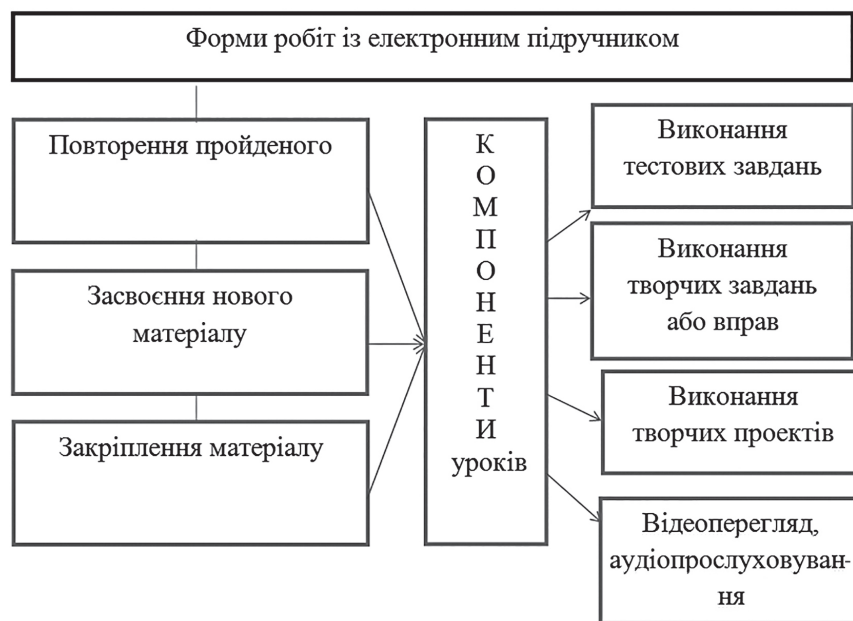 Форми робіт із електронним підручником
Повторення пройденого
Засвоєння нового
матеріалу
Закріплення матеріалу
К
О
М
П
О
Н
Е
Н
Т
И
уроків
Виконання
тестових завдань
Виконання
творчих завдань
або вправ
Виконання
творчих проектів
Відеоперегляд,
аудіопрослуховуван-
ня